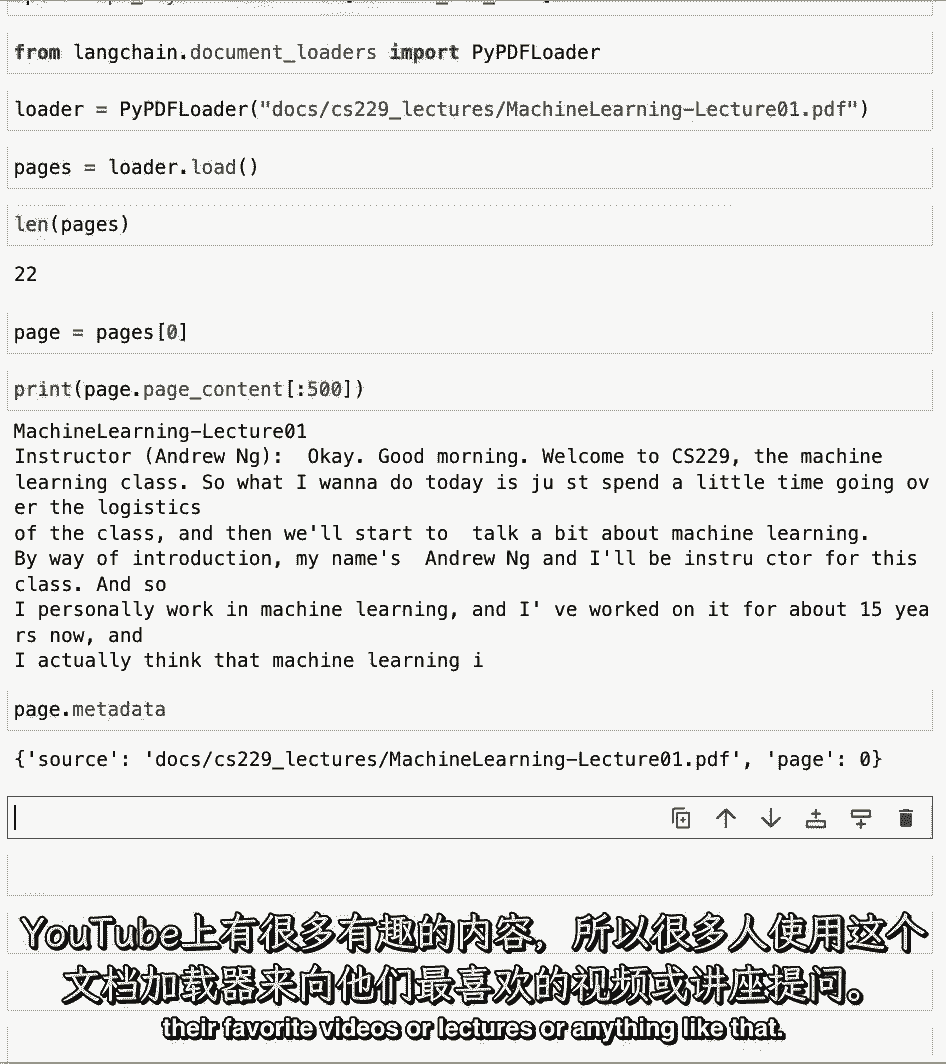 from langchain.document_loaders import PyPDFLoader
loader = PyPDFLoader("docs/cs229_lectures/MachineLearning-Lecture01.pdf")
pages = loader.load()
len(pages)
22
page = pages[0]
print(page.page_content[:500])
MachineLearning-Lecture01
Instructor (Andrew Ng):  Okay. Good morning. Welcome to CS229, the machine
learning class. So what I wanna do today is ju st spend a little time going ov
er the logistics
of the class, and then we'll start to  talk a bit about machine learning.
By way of introduction, my name's  Andrew Ng and I'll be instru ctor for this
class. And so
I personally work in machine learning, and I' ve worked on it for about 15 yea
rs now, and
I actually think that machine learning i
page.metadata
{'source': 'docs/cs229_lectures/MachineLearning-Lecture01.pdf', 'page': 0}
YouTube上有很多有趣的内容，所以很多人使用这个
文档加载器来向他们最喜欢的视频或讲座提问。
their favorite videos or lectures or anything like that.